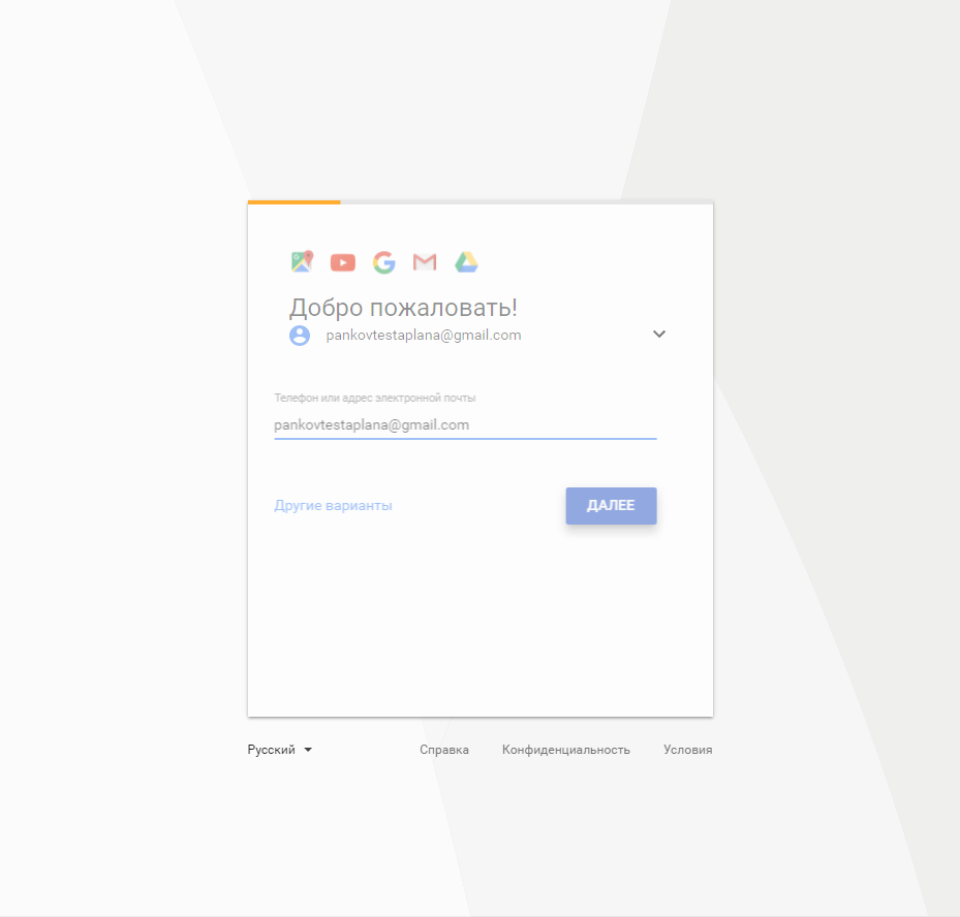 Добро пожаловать!
pankovtestaplana@gmail.com
Телефон или адрес электронной почты
pankovtestaplana@gmail.com
Другие варианты ДАЛЕЕ
Русский Справка Конфиденциальность Условия